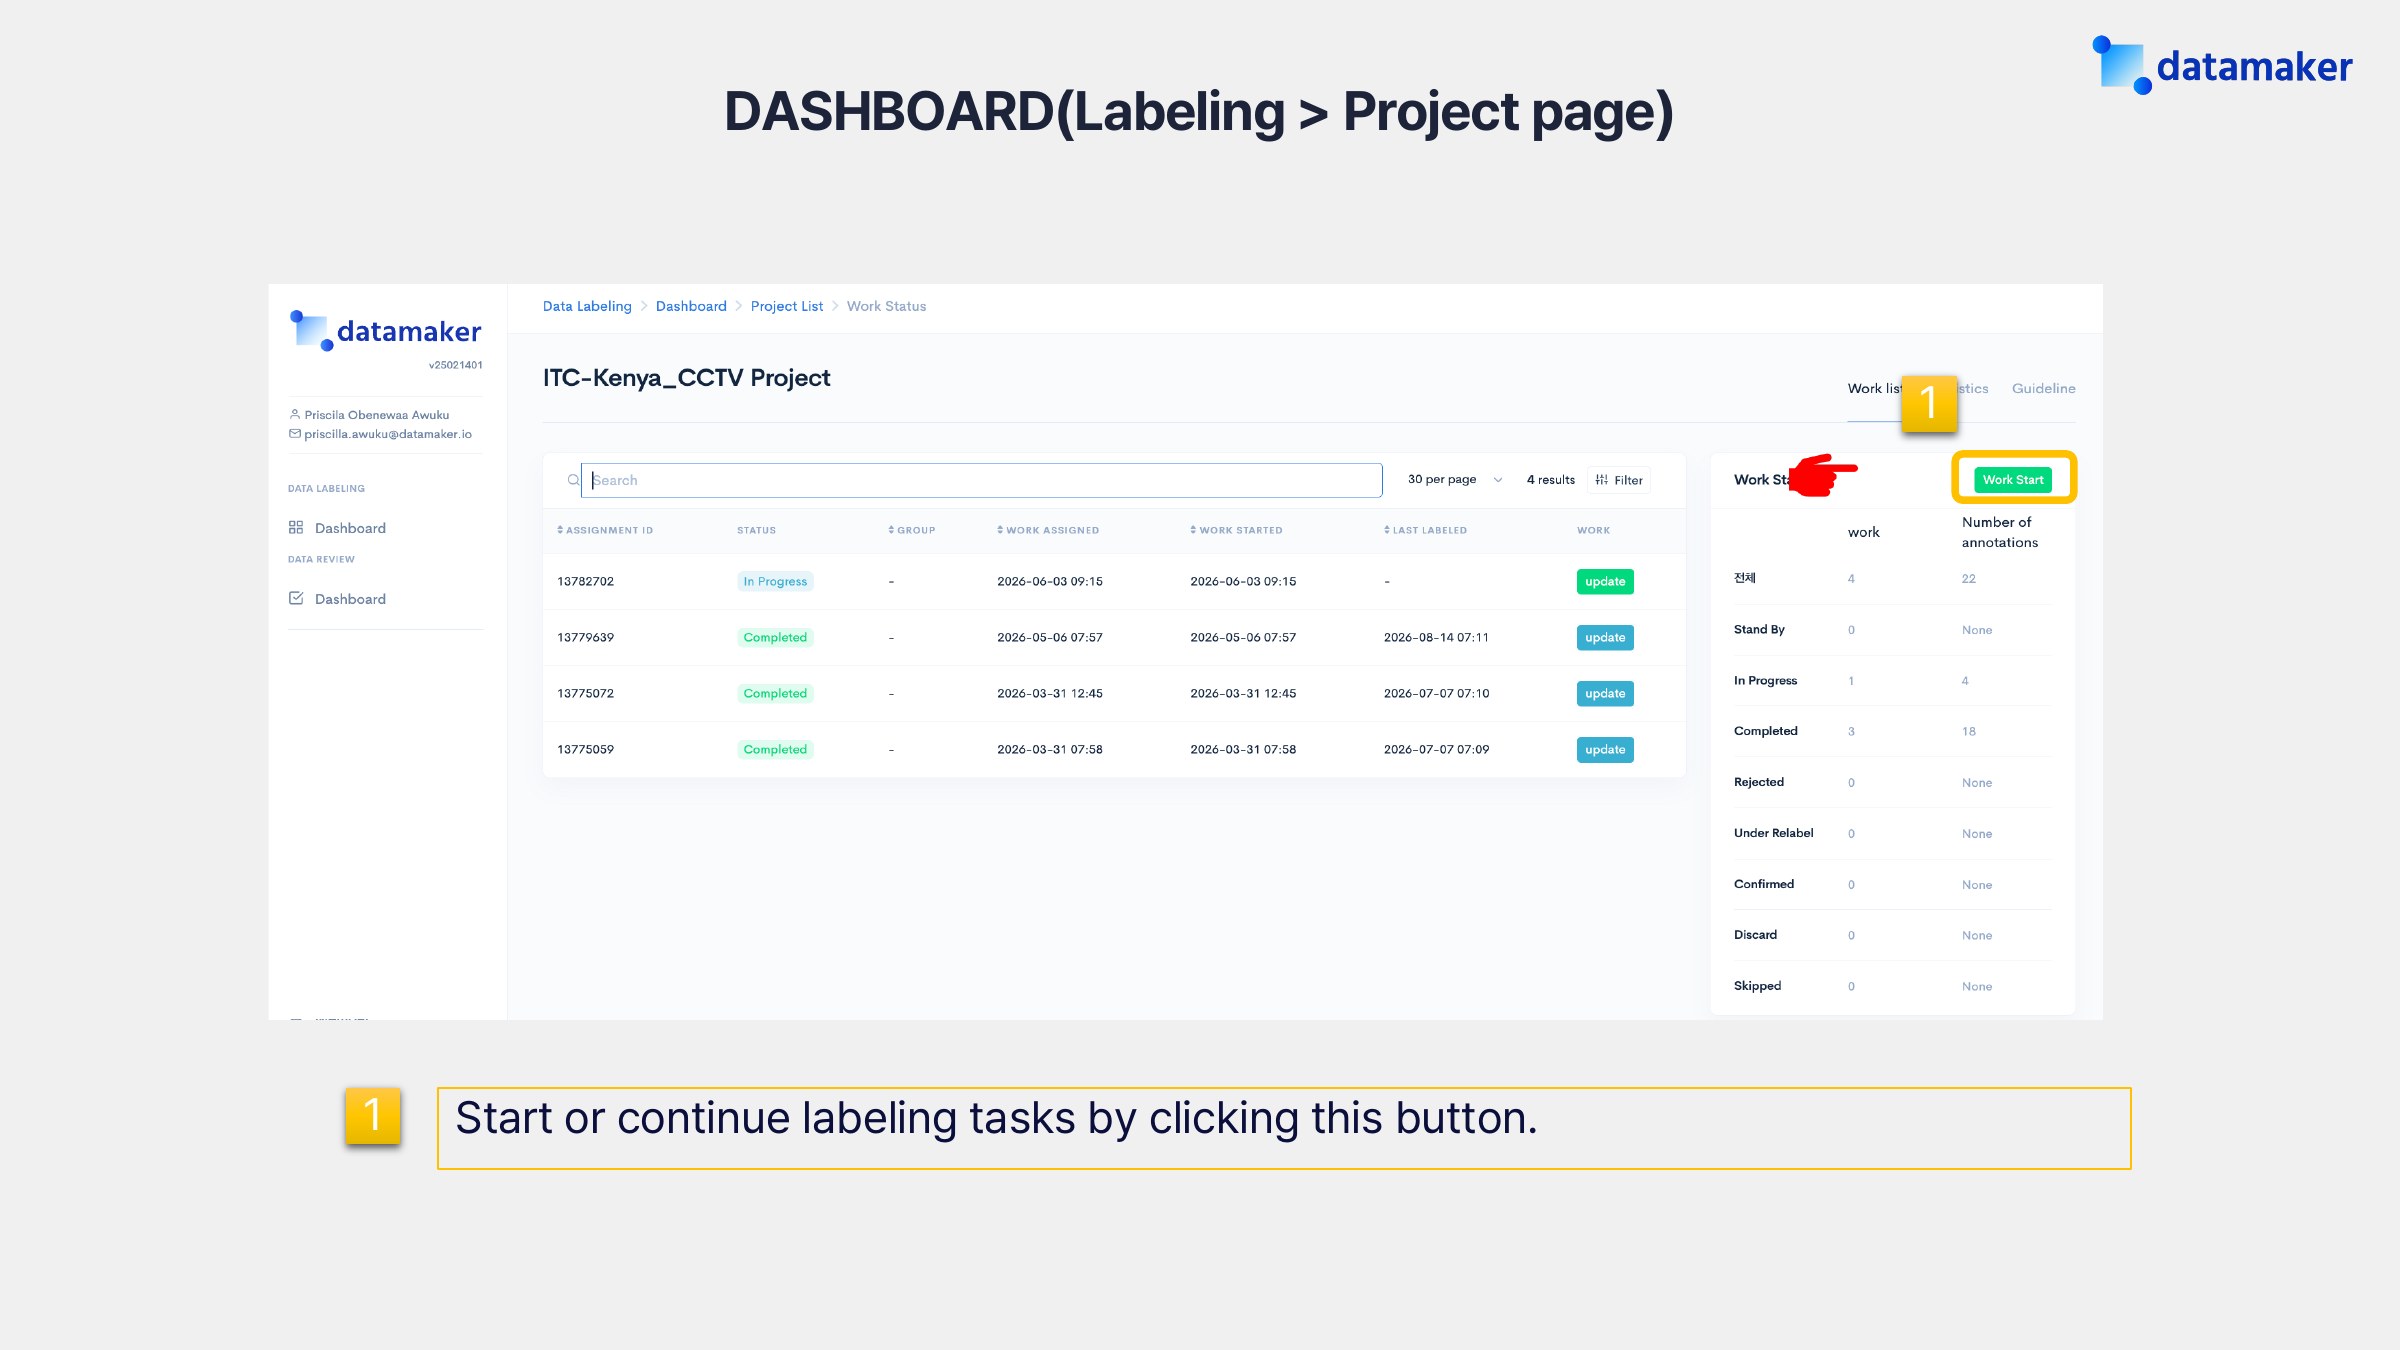 datamaker
DASHBOARD(Labeling > Project page)
datamaker
v25021401
Priscila Obenewaa Awuku
priscilla.awuku@datamaker.io
DATA LABELING
Dashboard
DATA REVIEW
Dashboard
Data Labeling > Dashboard > Project List > Work Status
ITC-Kenya_CCTV Project
Work list Guideline
1
Search
30 per page 4 results Filter
ASSIGNMENT ID STATUS GROUP WORK ASSIGNED WORK STARTED LAST LABELED WORK
13782702 In Progress - 2026-06-03 09:15 2026-06-03 09:15 - update
13779639 Completed - 2026-05-06 07:57 2026-05-06 07:57 2026-08-14 07:11 update
13775072 Completed - 2026-03-31 12:45 2026-03-31 12:45 2026-07-07 07:10 update
13775059 Completed - 2026-03-31 07:58 2026-03-31 07:58 2026-07-07 07:09 update
Work Work Start
work Number of annotations
전체 4 22
Stand By 0 None
In Progress 1 4
Completed 3 18
Rejected 0 None
Under Relabel 0 None
Confirmed 0 None
Discard 0 None
Skipped 0 None
1
Start or continue labeling tasks by clicking this button.